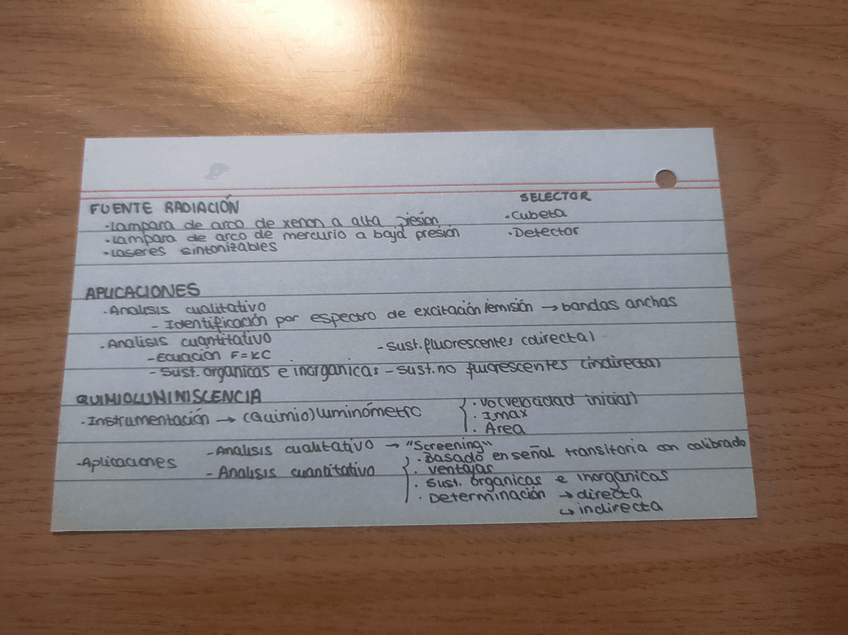 FUENTE RADIACIÓN
SELECTOR
·Lampara de arco de xenon a alta presión
·Cubeta
·Lampara de arco de mercurio a baja presión
·Detector
·Laseres sintonizables
APLICACIONES
·Analisis cualitativo
- Identificación por espectro de excitación/emisión → bandas anchas
·Analisis cuantitativo
-Sust.fluorescentes (directa)
-Ecuación F=KC
-Sust.organicas e inorganicas -sust.no fluorescentes (indirecta)
QUIMIOLUMINISCENCIA
·Instrumentación → (Quimio)luminómetro
·Vo(velocidad inicial)
·Imax
·Area
-Aplicaciones
-Analisis cualitativo → "Screening"
-Analisis cuantitativo
·Basado en señal transitoria con calibrado
·ventajas
·Sust. organicas e inorganicas
·Determinación → directa
↳ indirecta